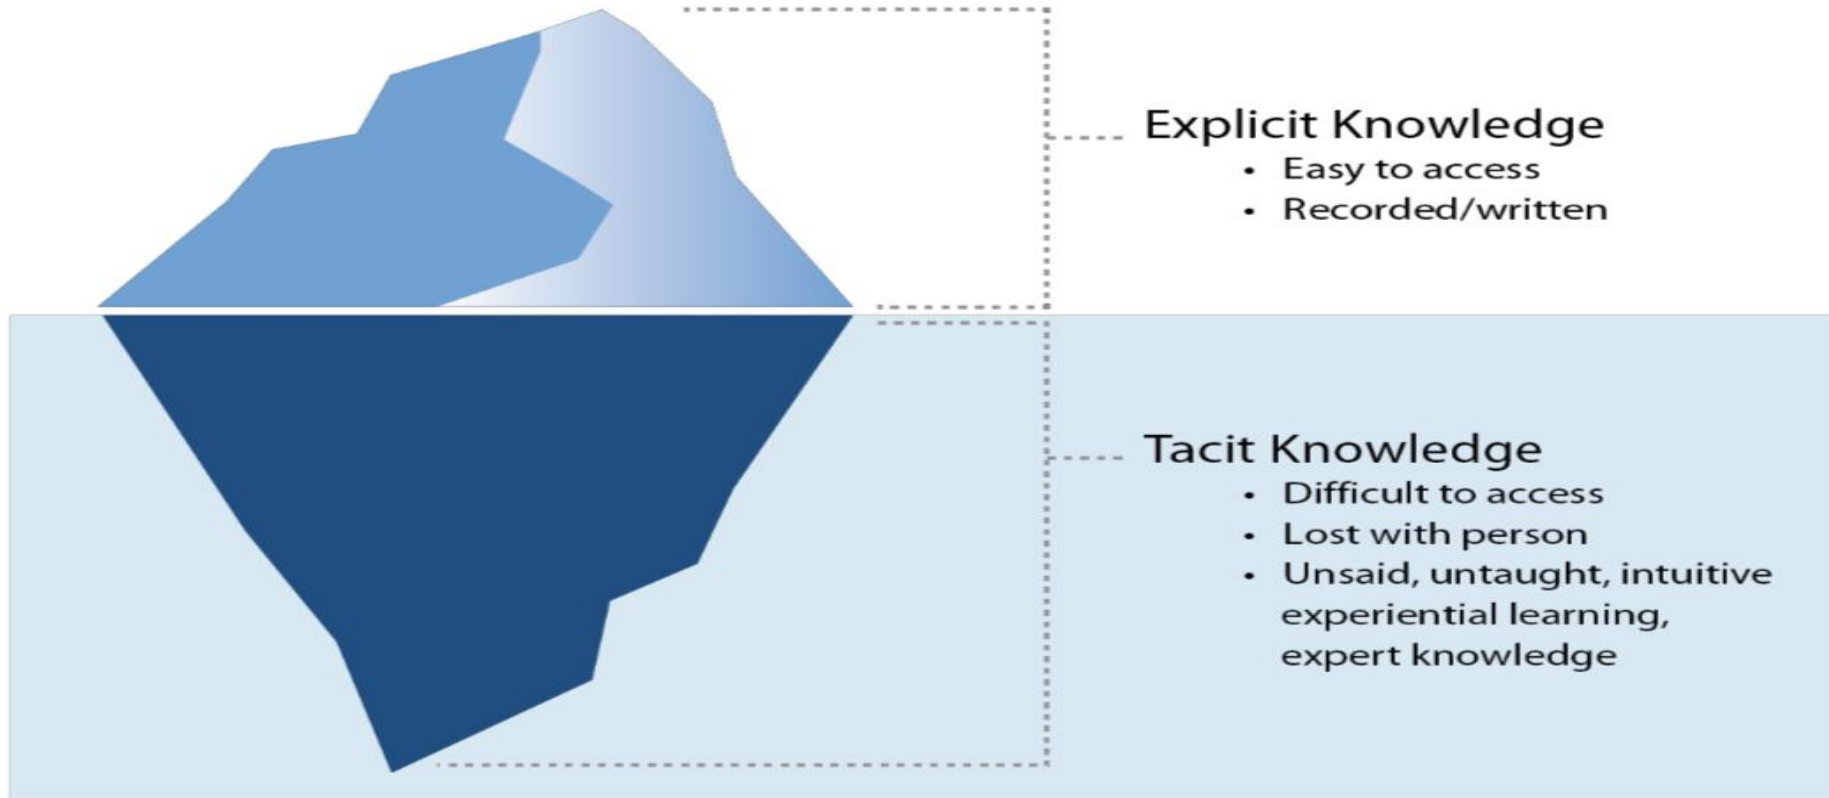 Explicit Knowledge
• Easy to access
• Recorded/written
Tacit Knowledge
• Difficult to access
• Lost with person
• Unsaid, untaught, intuitive
experiential learning,
expert knowledge